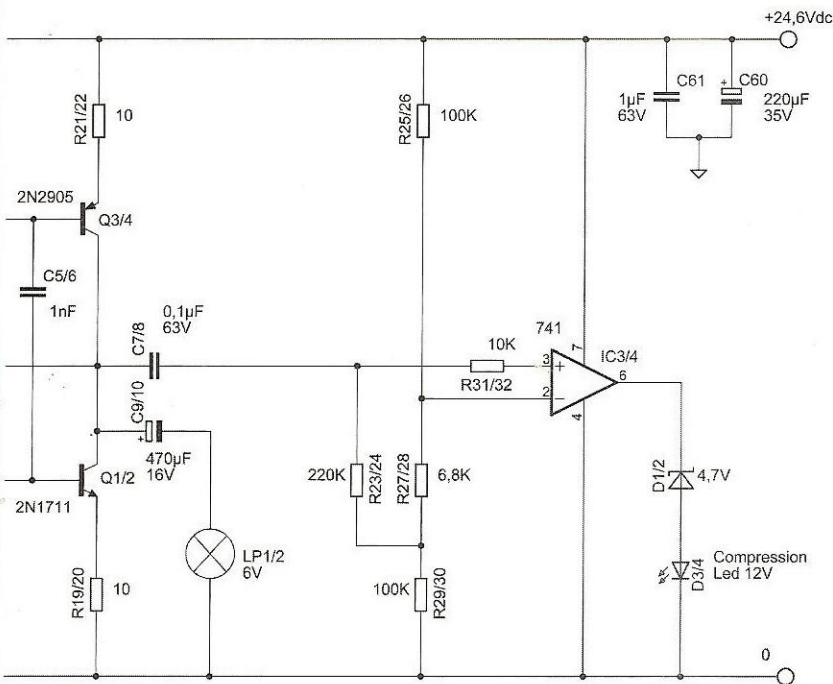 +24,6Vdc
R21/22
10
R25/26
100K
1µF
63V
C61
+
C60
220µF
35V
2N2905
Q3/4
C5/6
1nF
C7/8
0,1µF
63V
741
10K
R31/32
3
+
2
−
7
4
6
IC3/4
C9/10
+
470µF
16V
Q1/2
2N1711
220K
R23/24
R27/28
6,8K
D1/2
4,7V
LP1/2
6V
R19/20
10
100K
R29/30
D3/4
Compression
Led 12V
0